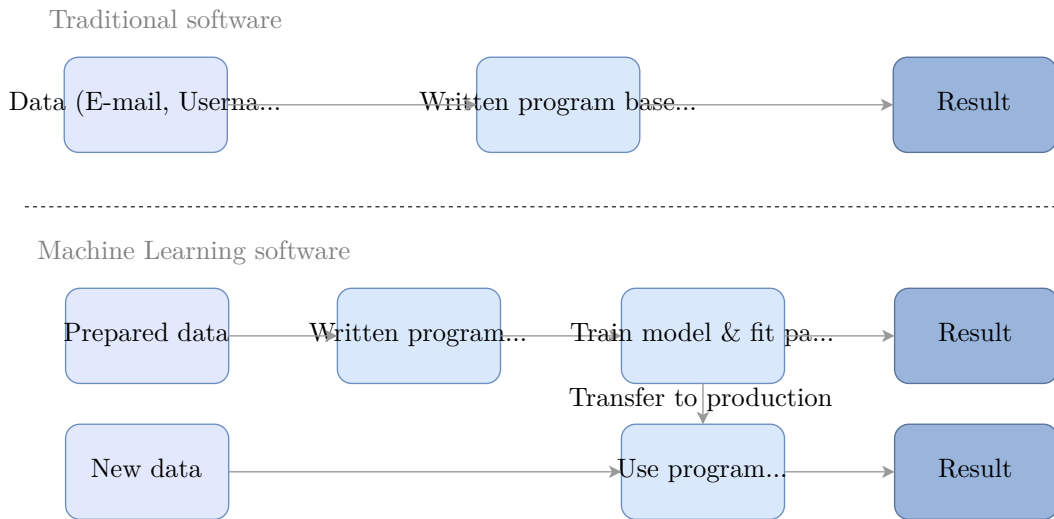 Traditional software
Data (E-mail, Userna...
Written program base...
Result
Machine Learning software
Prepared data
Written program...
Train model & fit pa...
Result
Transfer to production
New data
Use program...
Result